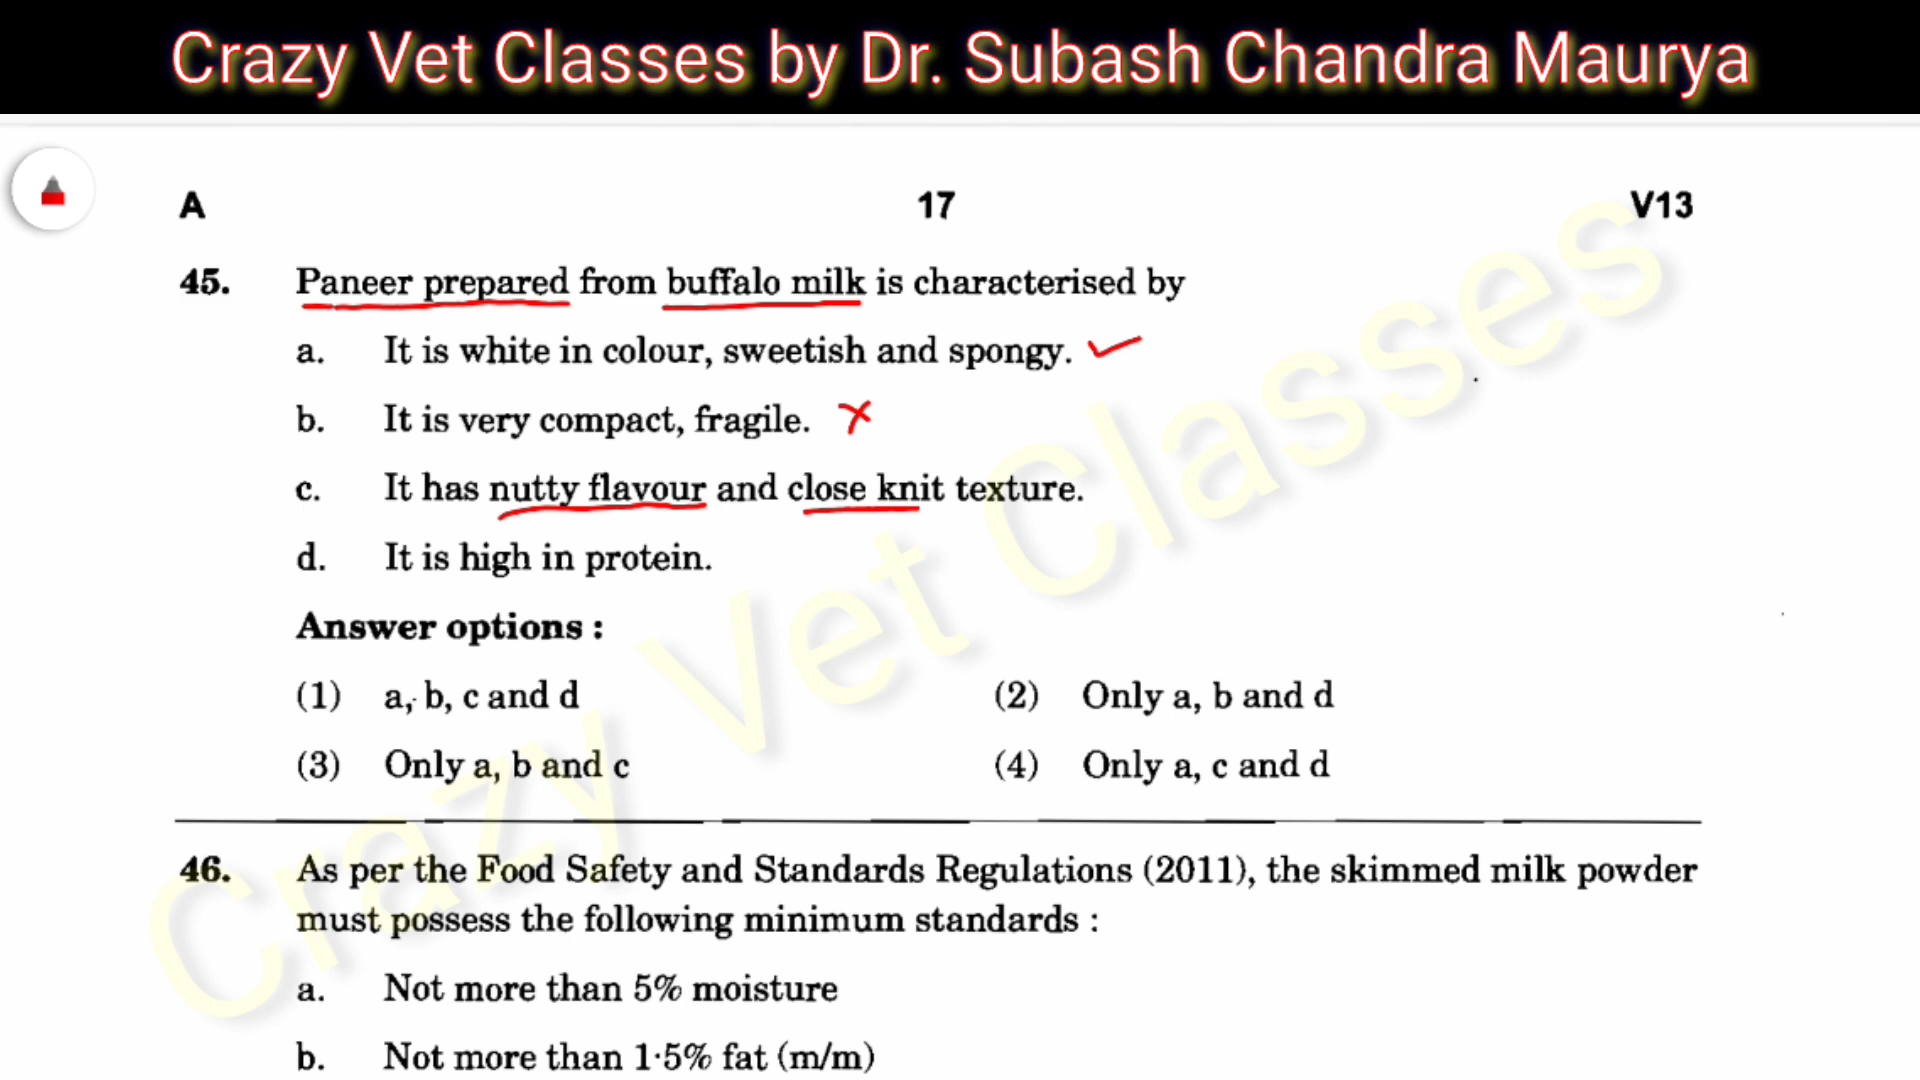 Crazy Vet Classes by Dr. Subash Chandra Maurya
A 17 V13
45. Paneer prepared from buffalo milk is characterised by
a. It is white in colour, sweetish and spongy.
b. It is very compact, fragile.
c. It has nutty flavour and close knit texture.
d. It is high in protein.
Answer options :
(1) a, b, c and d (2) Only a, b and d
(3) Only a, b and c (4) Only a, c and d
46. As per the Food Safety and Standards Regulations (2011), the skimmed milk powder
must possess the following minimum standards :
a. Not more than 5% moisture
b. Not more than 1·5% fat (m/m)
Crazy Vet Classes